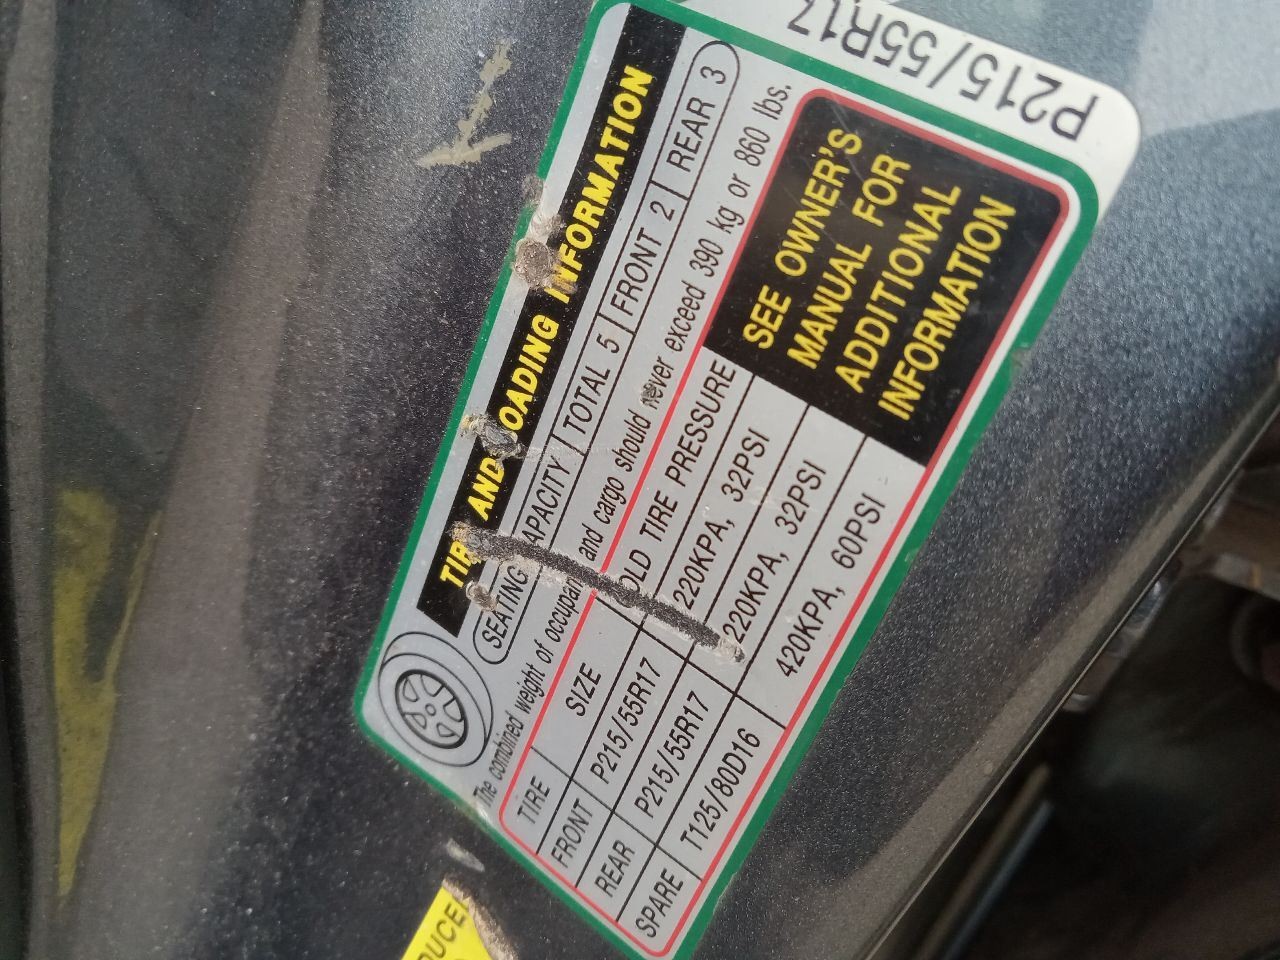 TIRE AND LOADING INFORMATION
SEATING CAPACITY TOTAL 5 FRONT 2 REAR 3
The combined weight of occupants and cargo should never exceed 390 kg or 860 lbs.
TIRE SIZE COLD TIRE PRESSURE
FRONT P215/55R17 220KPA, 32PSI
REAR P215/55R17 220KPA, 32PSI
SPARE T125/80D16 420KPA, 60PSI
SEE OWNER'S
MANUAL FOR
ADDITIONAL
INFORMATION
P215/55R17